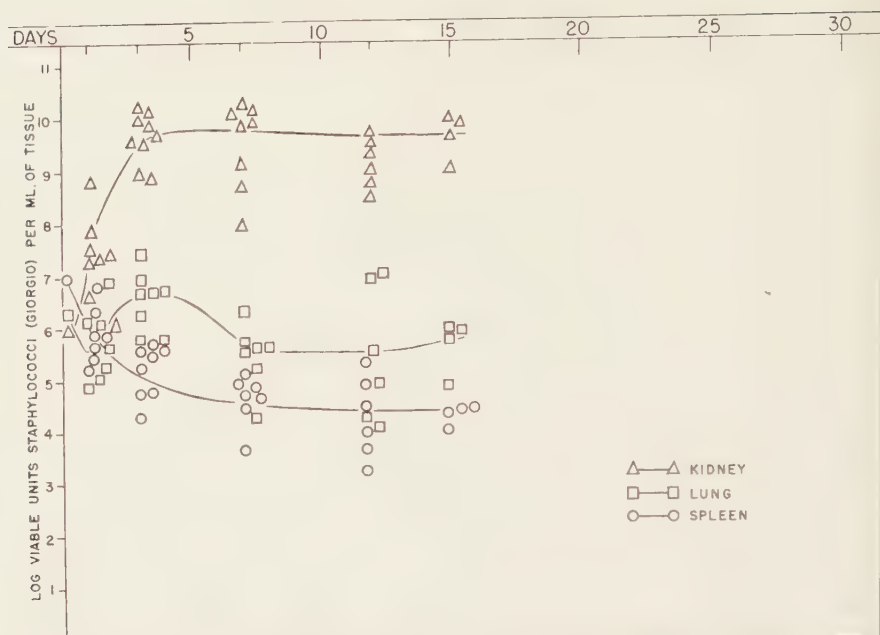 DAYS 5 10 15 20 25 30
11
10
9
8
7
6
5
4
3
2
1
LOG VIABLE UNITS STAPHYLOCOCCI (GIORGIO) PER ML. OF TISSUE
KIDNEY
LUNG
SPLEEN